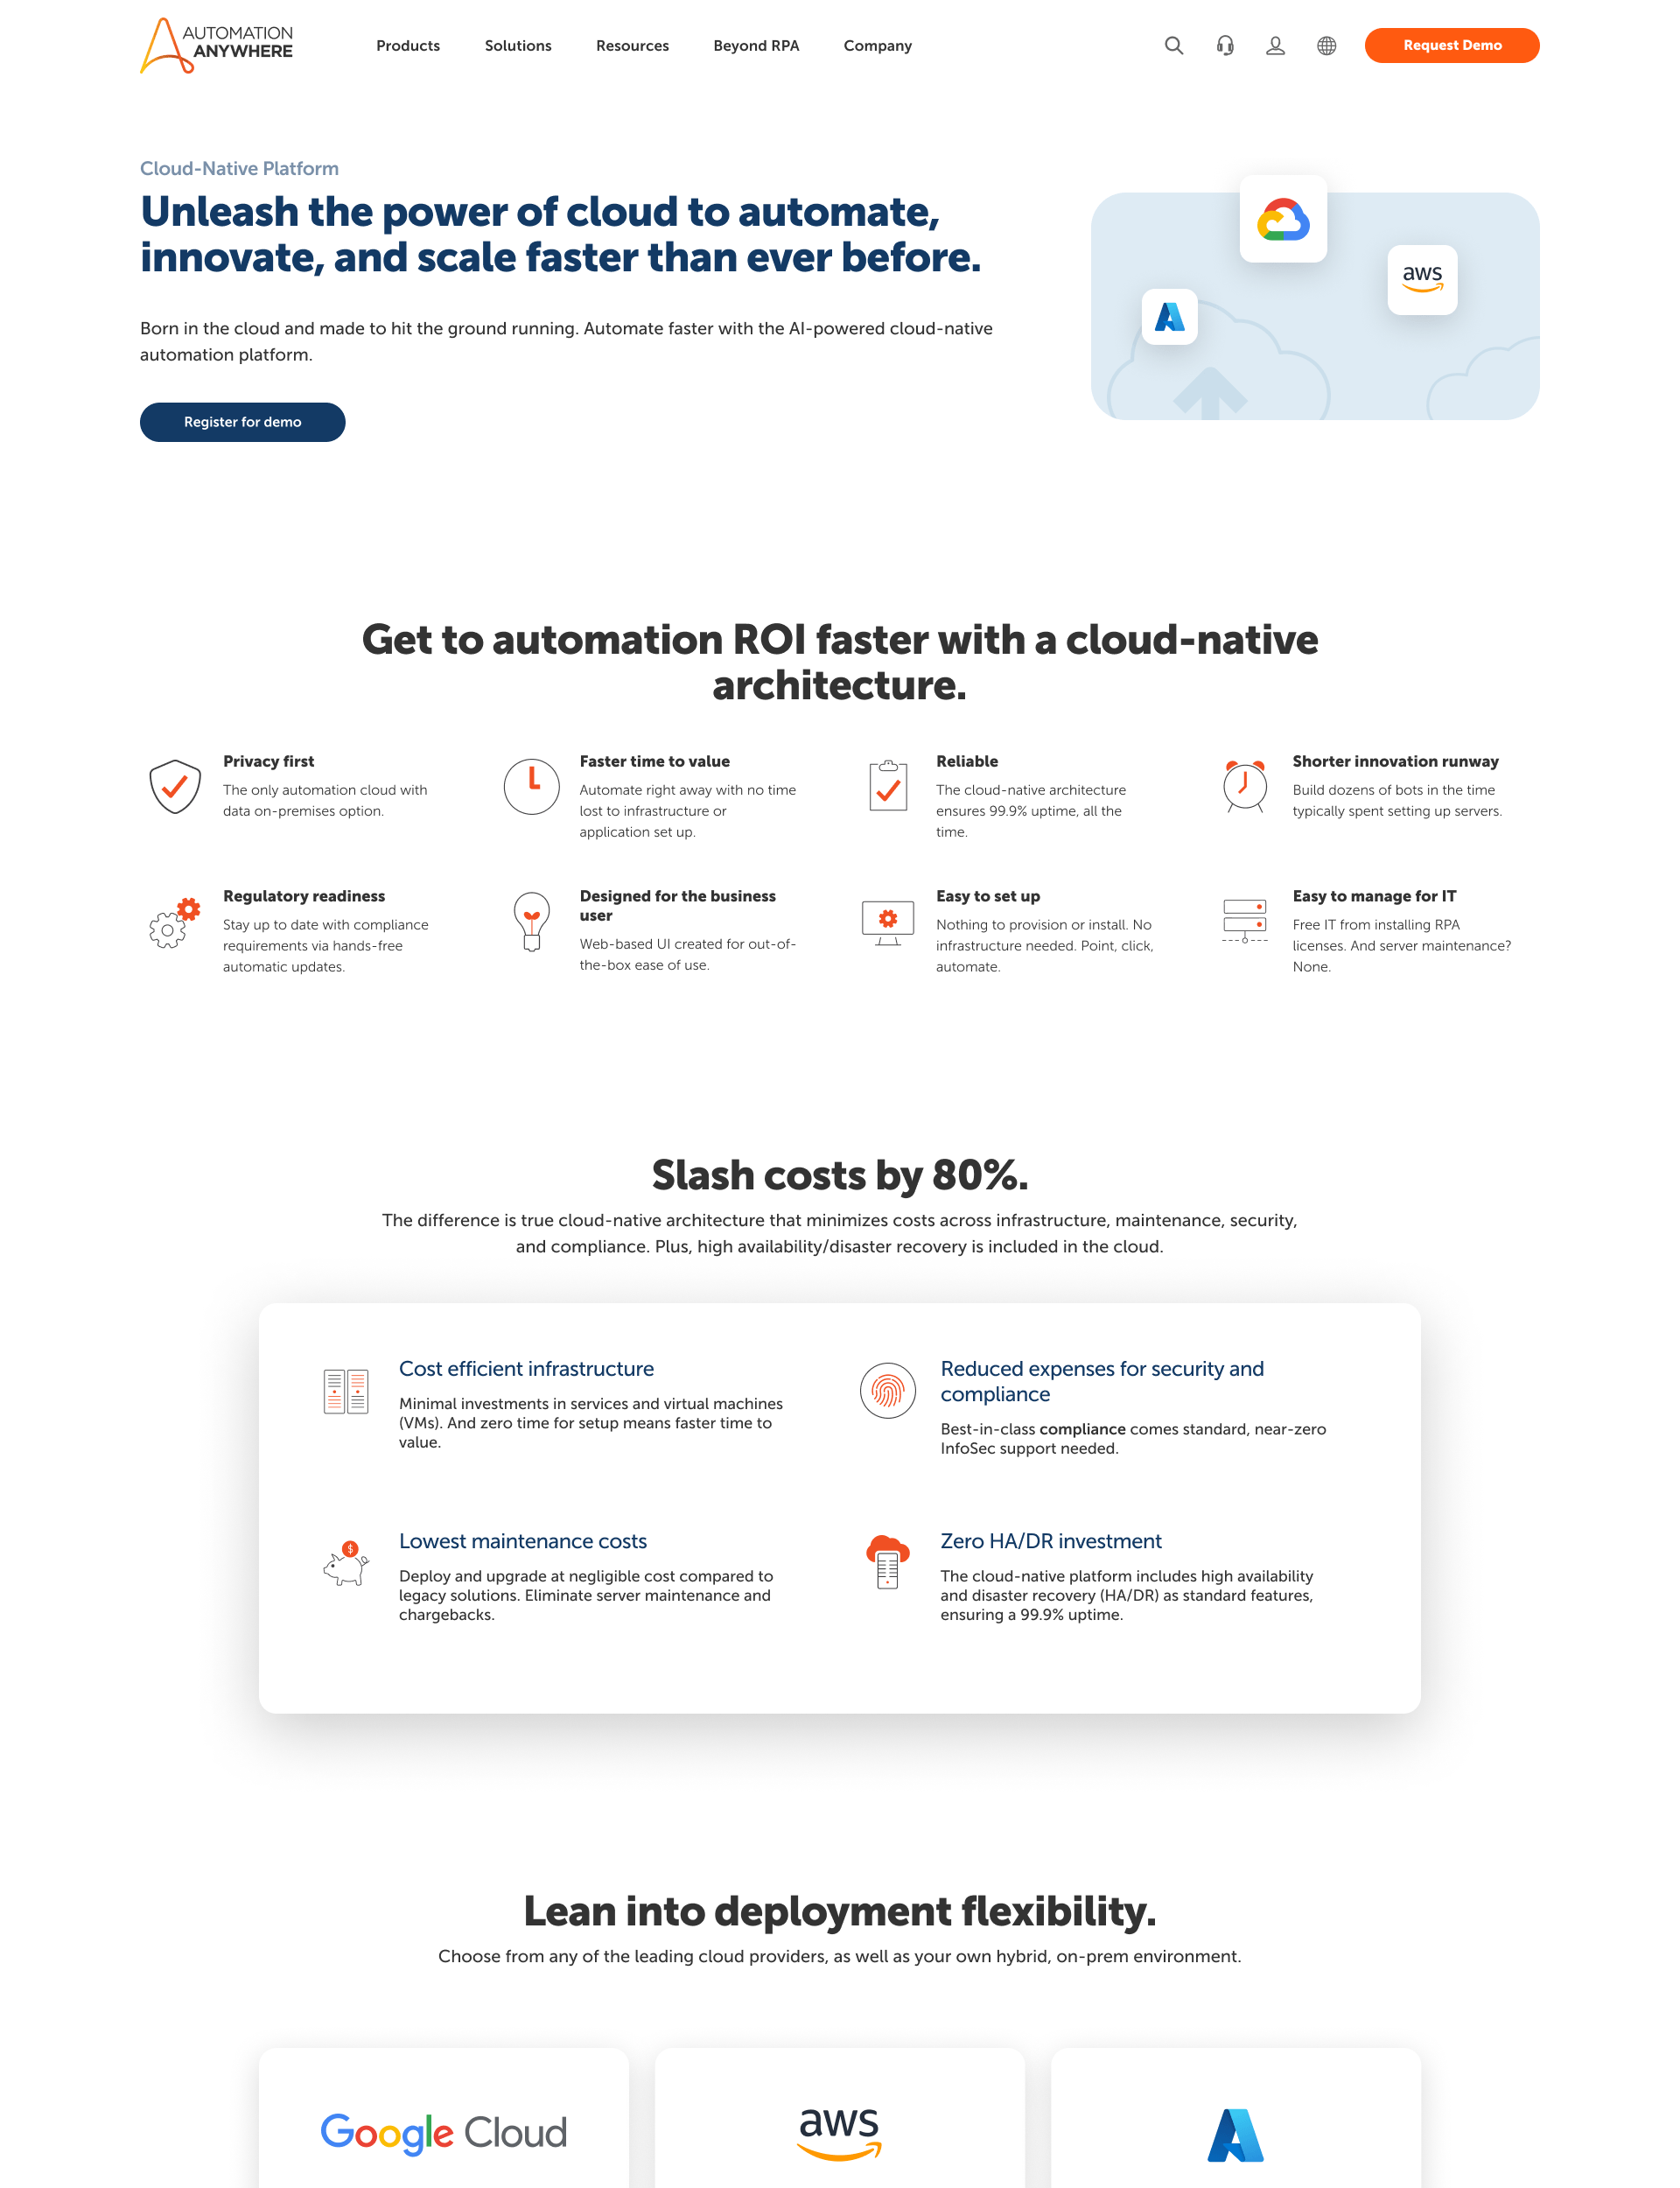 AUTOMATION
ANYWHERE
Products
Solutions
Resources
Beyond RPA
Company
Request Demo
Cloud-Native Platform
Unleash the power of cloud to automate,
innovate, and scale faster than ever before.
Born in the cloud and made to hit the ground running. Automate faster with the AI-powered cloud-native
automation platform.
Register for demo
aws
Get to automation ROI faster with a cloud-native
architecture.
Privacy first
The only automation cloud with
data on-premises option.
Faster time to value
Automate right away with no time
lost to infrastructure or
application set up.
Reliable
The cloud-native architecture
ensures 99.9% uptime, all the
time.
Shorter innovation runway
Build dozens of bots in the time
typically spent setting up servers.
Regulatory readiness
Stay up to date with compliance
requirements via hands-free
automatic updates.
Designed for the business
user
Web-based UI created for out-of-
the-box ease of use.
Easy to set up
Nothing to provision or install. No
infrastructure needed. Point, click,
automate.
Easy to manage for IT
Free IT from installing RPA
licenses. And server maintenance?
None.
Slash costs by 80%.
The difference is true cloud-native architecture that minimizes costs across infrastructure, maintenance, security,
and compliance. Plus, high availability/disaster recovery is included in the cloud.
Cost efficient infrastructure
Minimal investments in services and virtual machines
(VMs). And zero time for setup means faster time to
value.
Reduced expenses for security and
compliance
Best-in-class compliance comes standard, near-zero
InfoSec support needed.
$
Lowest maintenance costs
Deploy and upgrade at negligible cost compared to
legacy solutions. Eliminate server maintenance and
chargebacks.
Zero HA/DR investment
The cloud-native platform includes high availability
and disaster recovery (HA/DR) as standard features,
ensuring a 99.9% uptime.
Lean into deployment flexibility.
Choose from any of the leading cloud providers, as well as your own hybrid, on-prem environment.
Google Cloud
aws